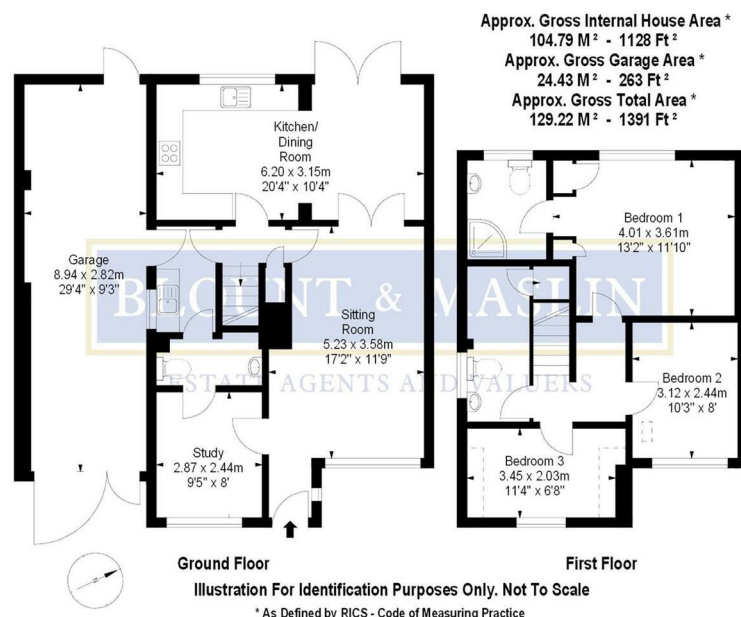 Approx. Gross Internal House Area *
104.79 M² - 1128 Ft²
Approx. Gross Garage Area *
24.43 M² - 263 Ft²
Approx. Gross Total Area *
129.22 M² - 1391 Ft²
Kitchen/
Dining
Room
6.20 x 3.15m
20'4" x 10'4"
Garage
8.94 x 2.82m
29'4" x 9'3"
Sitting
Room
5.23 x 3.58m
17'2" x 11'9"
Study
2.87 x 2.44m
9'5" x 8'
Bedroom 1
4.01 x 3.61m
13'2" x 11'10"
Bedroom 2
3.12 x 2.44m
10'3" x 8'
Bedroom 3
3.45 x 2.03m
11'4" x 6'8"
BLOUNT & MASLIN
ESTATE AGENTS AND VALUERS
Ground Floor
First Floor
Illustration For Identification Purposes Only. Not To Scale
* As Defined by RICS - Code of Measuring Practice